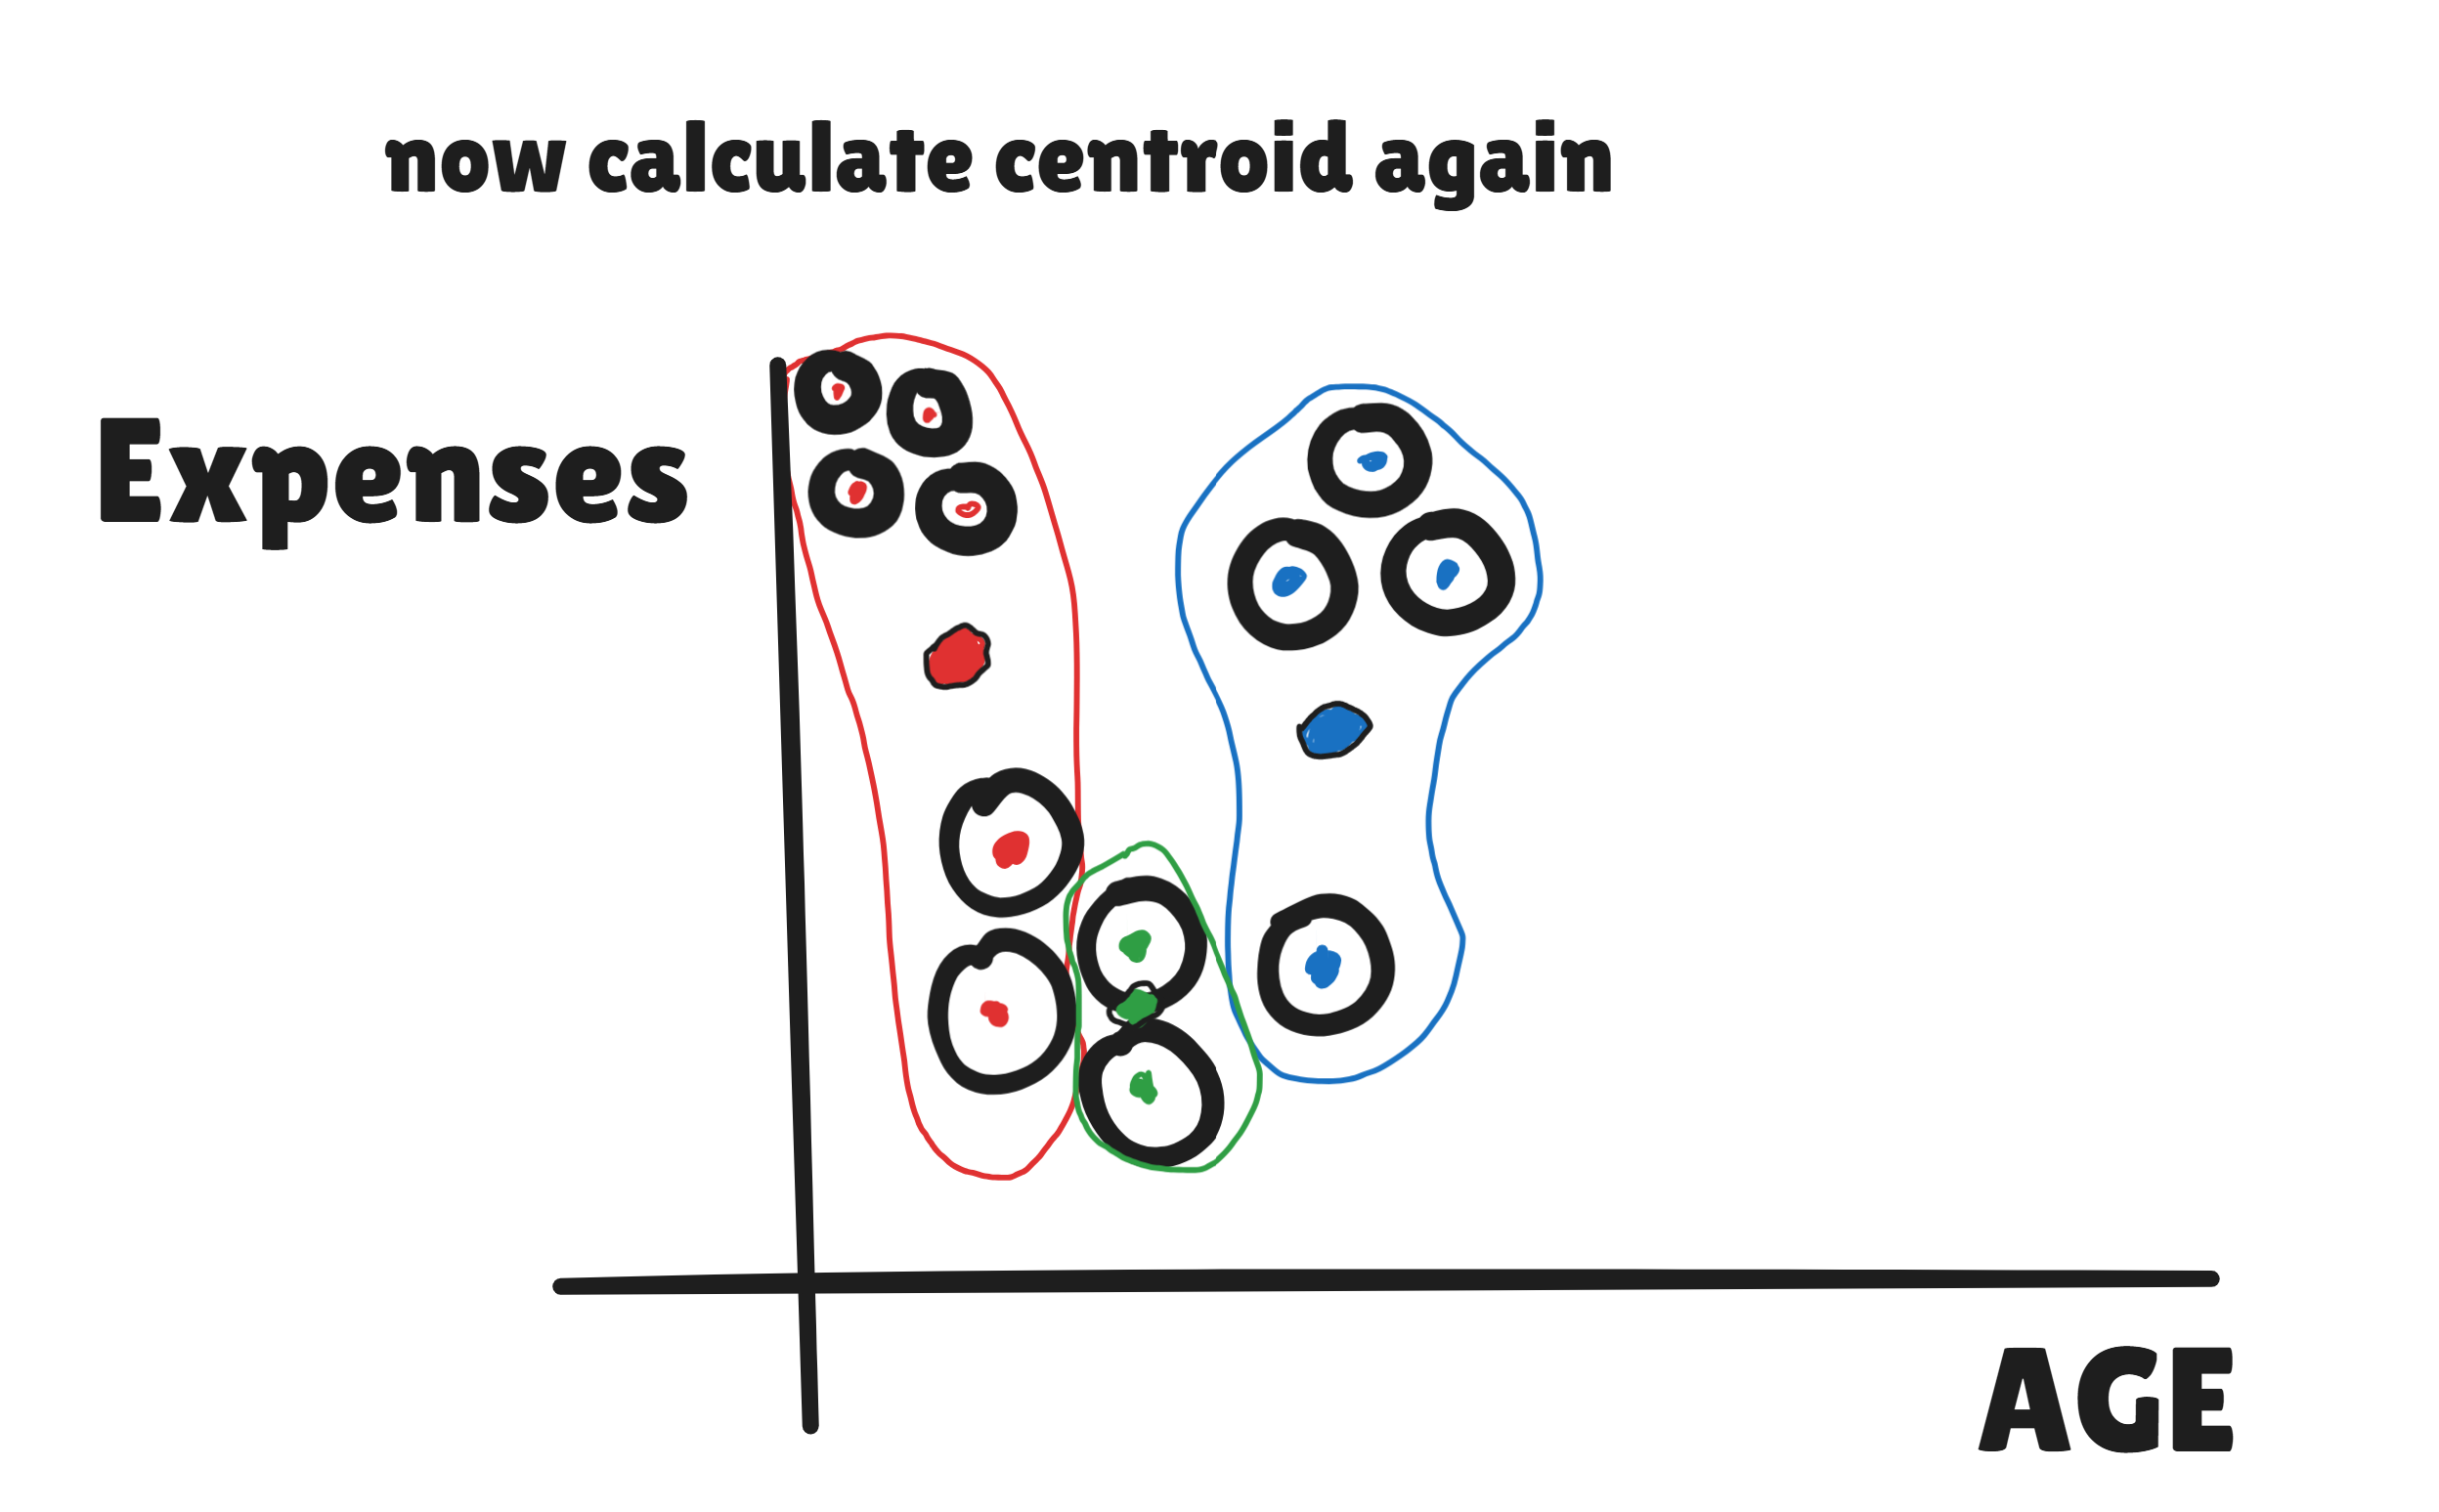 now calculate centroid again
Expenses
AGE